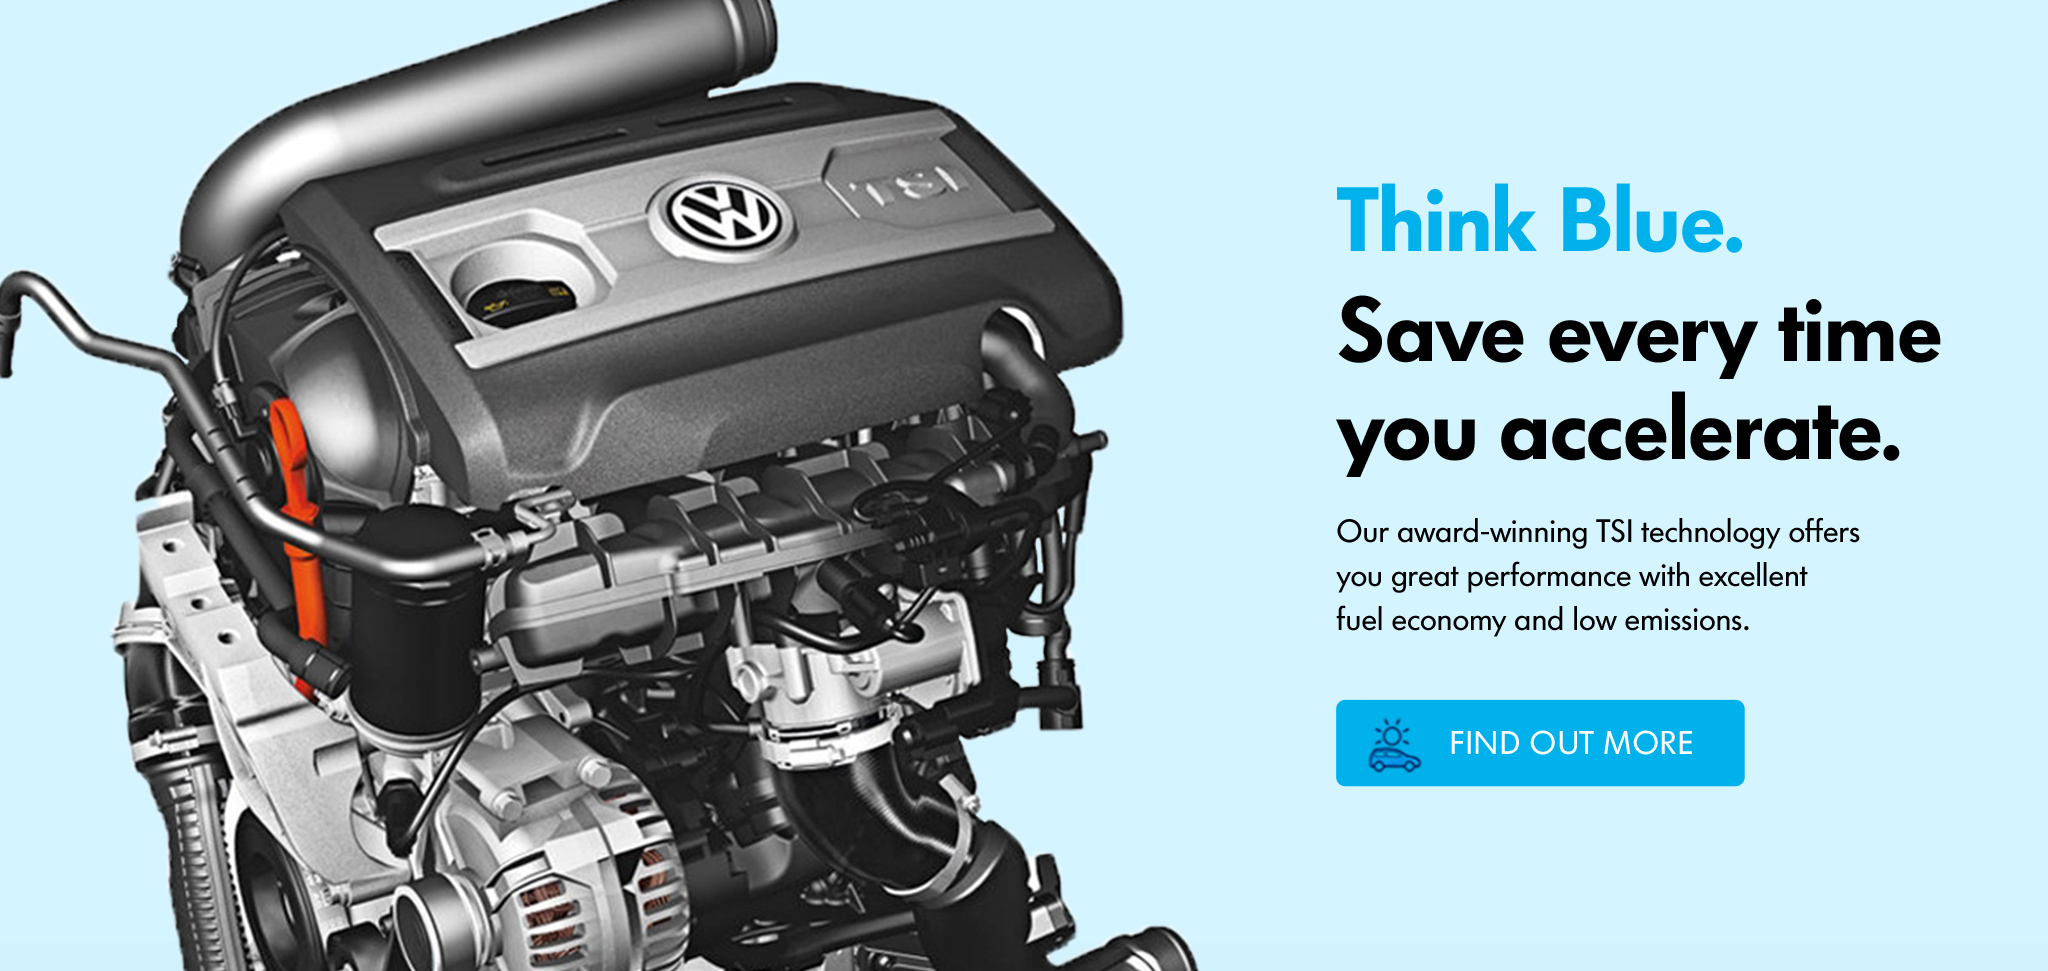 TSI
Think Blue.
Save every time
you accelerate.
Our award-winning TSI technology offers
you great performance with excellent
fuel economy and low emissions.
FIND OUT MORE